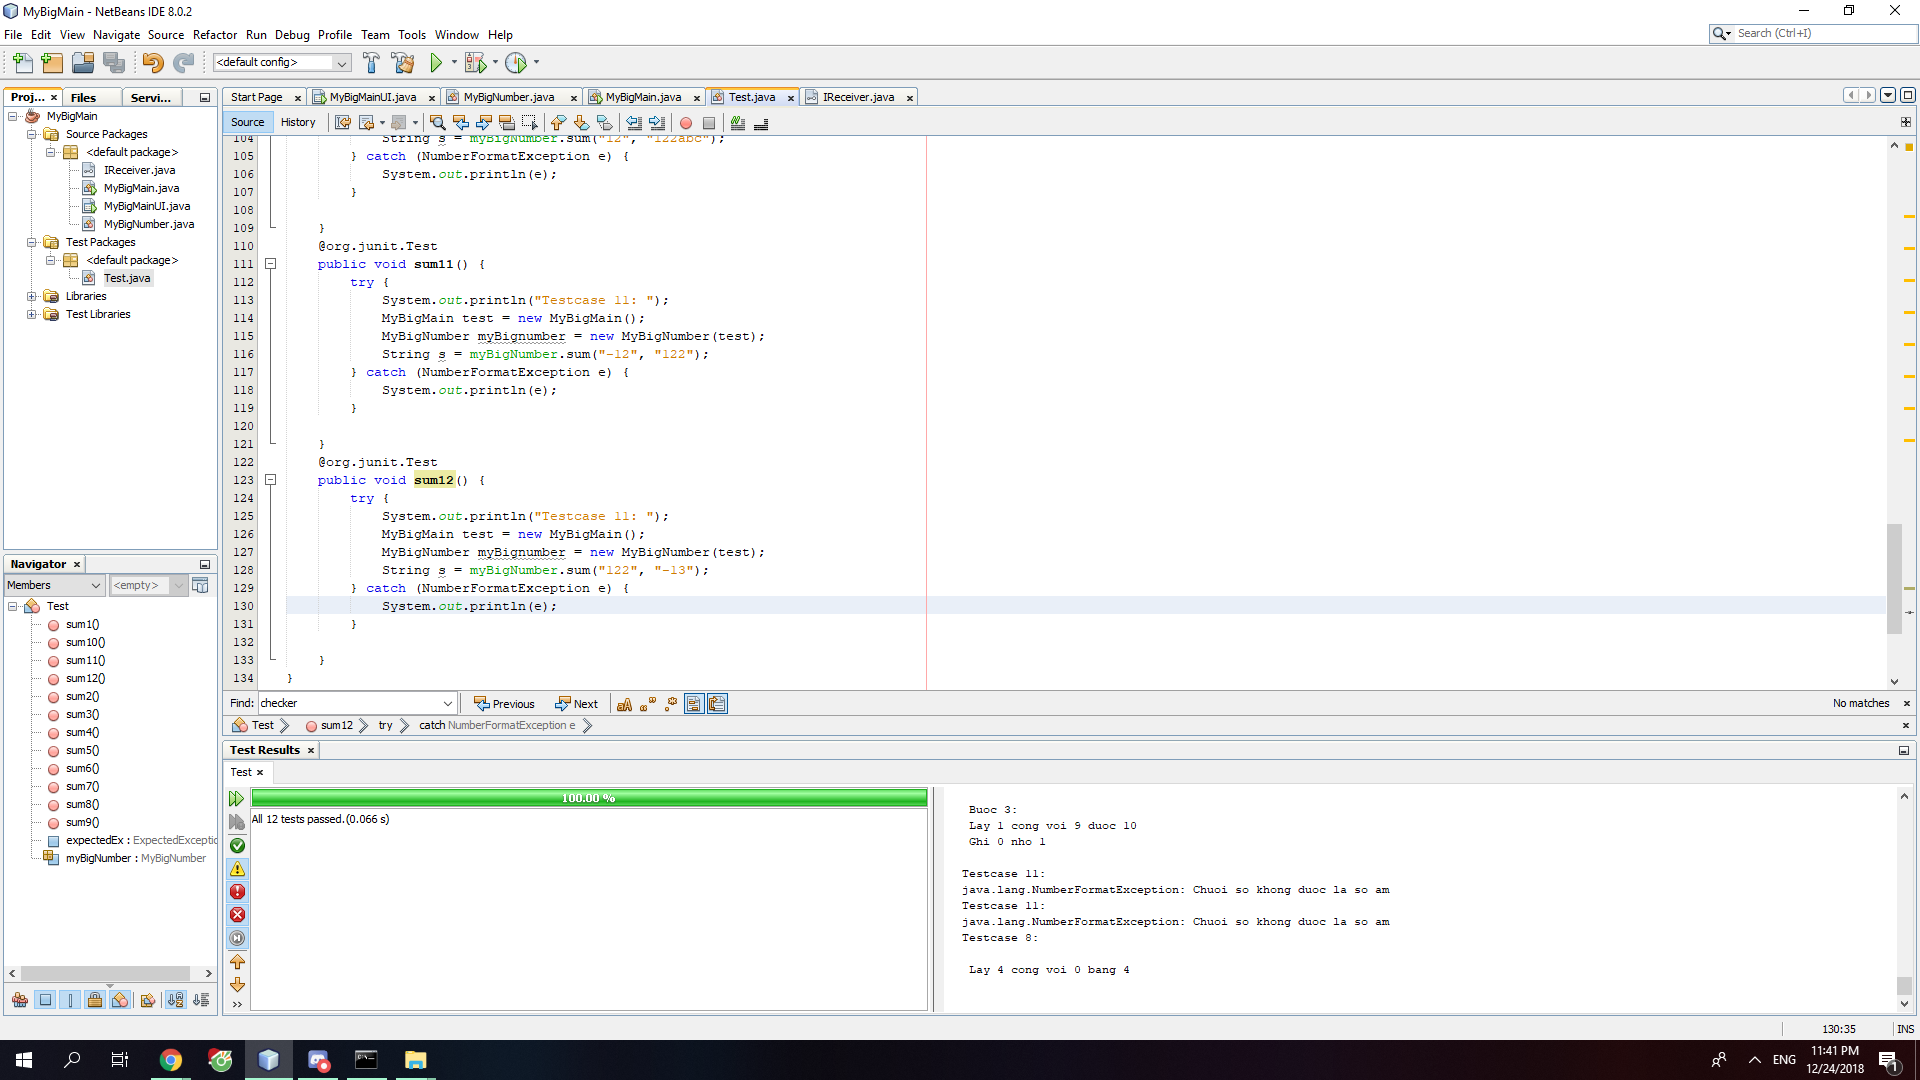 MyBigMain - NetBeans IDE 8.0.2
File Edit View Navigate Source Refactor Run Debug Profile Team Tools Window Help
Search (Ctrl+I)
<default config>
Proj... Files Servi...
MyBigMain
Source Packages
<default package>
IReceiver.java
MyBigMain.java
MyBigMainUI.java
MyBigNumber.java
Test Packages
<default package>
Test.java
Libraries
Test Libraries
Navigator
Members <empty>
Test
sum1()
sum10()
sum11()
sum12()
sum2()
sum3()
sum4()
sum5()
sum6()
sum7()
sum8()
sum9()
expectedEx : ExpectedExceptio
myBigNumber : MyBigNumber
Start Page MyBigMainUI.java MyBigNumber.java MyBigMain.java Test.java IReceiver.java
Source History
104 String s = myBigNumber.sum("12", "122abc");
105 } catch (NumberFormatException e) {
106 System.out.println(e);
107 }
108
109 }
110 @org.junit.Test
111 public void sum11() {
112 try {
113 System.out.println("Testcase 11: ");
114 MyBigMain test = new MyBigMain();
115 MyBigNumber myBignumber = new MyBigNumber(test);
116 String s = myBigNumber.sum("-12", "122");
117 } catch (NumberFormatException e) {
118 System.out.println(e);
119 }
120
121 }
122 @org.junit.Test
123 public void sum12() {
124 try {
125 System.out.println("Testcase 11: ");
126 MyBigMain test = new MyBigMain();
127 MyBigNumber myBignumber = new MyBigNumber(test);
128 String s = myBigNumber.sum("122", "-13");
129 } catch (NumberFormatException e) {
130 System.out.println(e);
131 }
132
133 }
134 }
Find: checker Previous Next No matches
Test sum12 try catch NumberFormatException e
Test Results
Test
100.00 %
All 12 tests passed.(0.066 s)
Buoc 3:
Lay 1 cong voi 9 duoc 10
Ghi 0 nho 1
Testcase 11:
java.lang.NumberFormatException: Chuoi so khong duoc la so am
Testcase 11:
java.lang.NumberFormatException: Chuoi so khong duoc la so am
Testcase 8:
Lay 4 cong voi 0 bang 4
130:35 INS
ENG
11:41 PM
12/24/2018
1